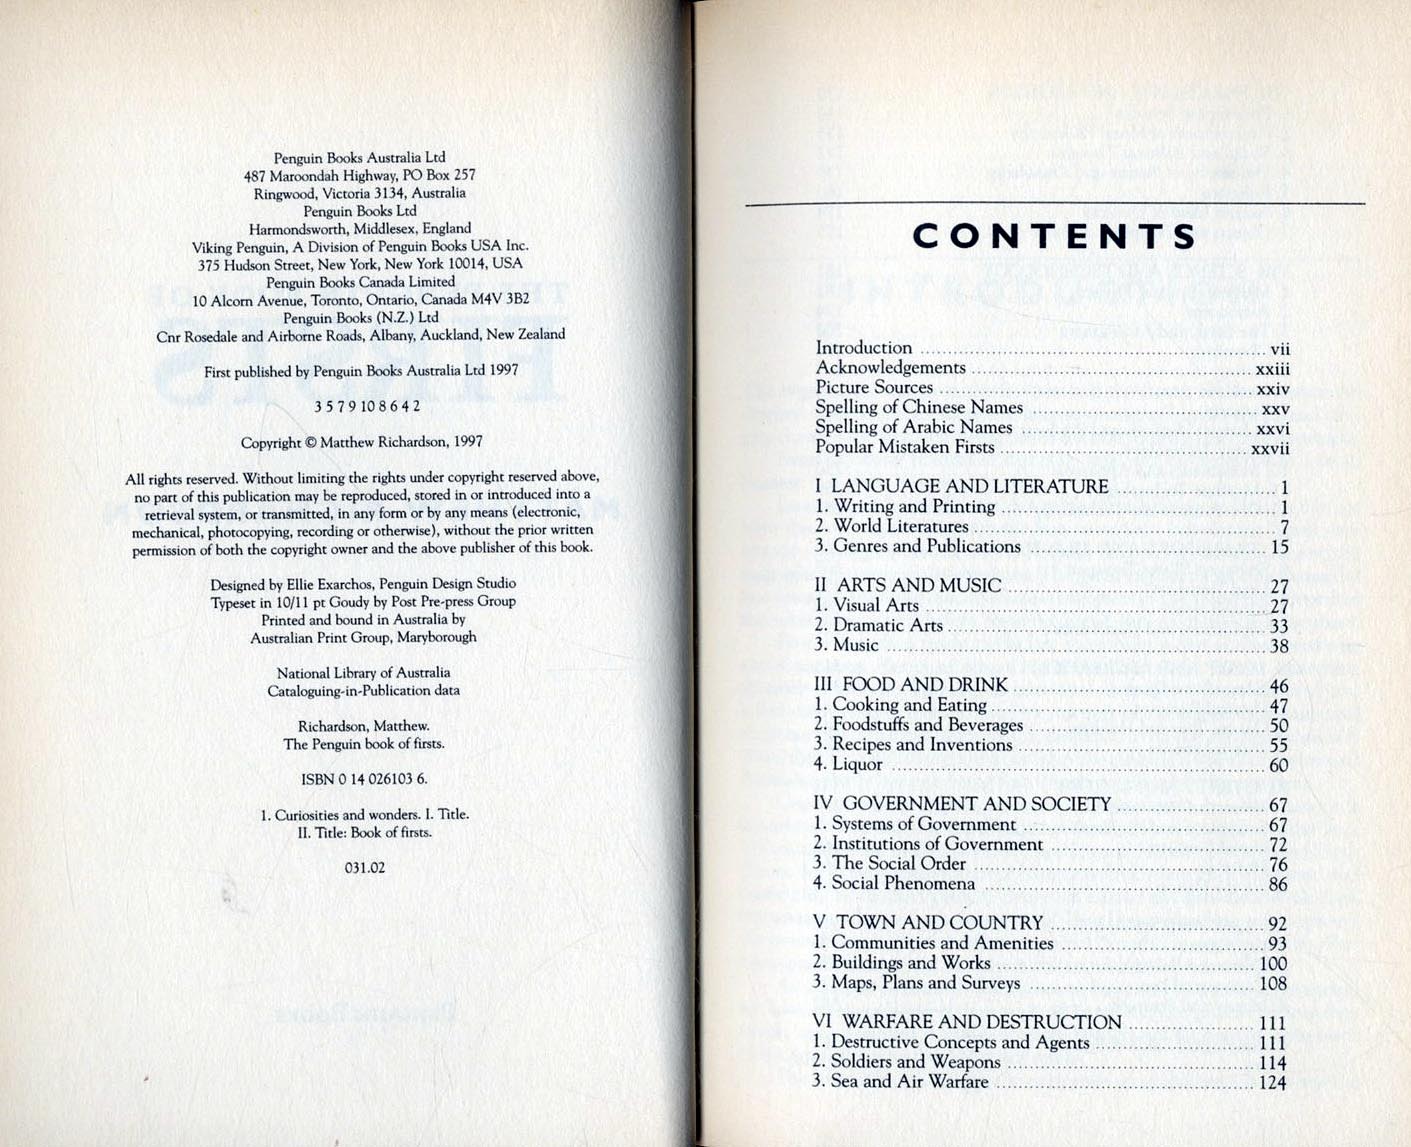 Penguin Books Australia Ltd
487 Maroondah Highway, PO Box 257
Ringwood, Victoria 3134, Australia
Penguin Books Ltd
Harmondsworth, Middlesex, England
Viking Penguin, A Division of Penguin Books USA Inc.
375 Hudson Street, New York, New York 10014, USA
Penguin Books Canada Limited
10 Alcorn Avenue, Toronto, Ontario, Canada M4V 3B2
Penguin Books (N.Z.) Ltd
Cnr Rosedale and Airborne Roads, Albany, Auckland, New Zealand
First published by Penguin Books Australia Ltd 1997
3 5 7 9 10 8 6 4 2
Copyright © Matthew Richardson, 1997
All rights reserved. Without limiting the rights under copyright reserved above,
no part of this publication may be reproduced, stored in or introduced into a
retrieval system, or transmitted, in any form or by any means (electronic,
mechanical, photocopying, recording or otherwise), without the prior written
permission of both the copyright owner and the above publisher of this book.
Designed by Ellie Exarchos, Penguin Design Studio
Typeset in 10/11 pt Goudy by Post Pre-press Group
Printed and bound in Australia by
Australian Print Group, Maryborough
National Library of Australia
Cataloguing-in-Publication data
Richardson, Matthew.
The Penguin book of firsts.
ISBN 0 14 026103 6.
1. Curiosities and wonders. I. Title.
II. Title: Book of firsts.
031.02
CONTENTS
Introduction vii
Acknowledgements xxiii
Picture Sources xxiv
Spelling of Chinese Names xxv
Spelling of Arabic Names xxvi
Popular Mistaken Firsts xxvii
I LANGUAGE AND LITERATURE 1
1. Writing and Printing 1
2. World Literatures 7
3. Genres and Publications 15
II ARTS AND MUSIC 27
1. Visual Arts 27
2. Dramatic Arts 33
3. Music 38
III FOOD AND DRINK 46
1. Cooking and Eating 47
2. Foodstuffs and Beverages 50
3. Recipes and Inventions 55
4. Liquor 60
IV GOVERNMENT AND SOCIETY 67
1. Systems of Government 67
2. Institutions of Government 72
3. The Social Order 76
4. Social Phenomena 86
V TOWN AND COUNTRY 92
1. Communities and Amenities 93
2. Buildings and Works 100
3. Maps, Plans and Surveys 108
VI WARFARE AND DESTRUCTION 111
1. Destructive Concepts and Agents 111
2. Soldiers and Weapons 114
3. Sea and Air Warfare 124